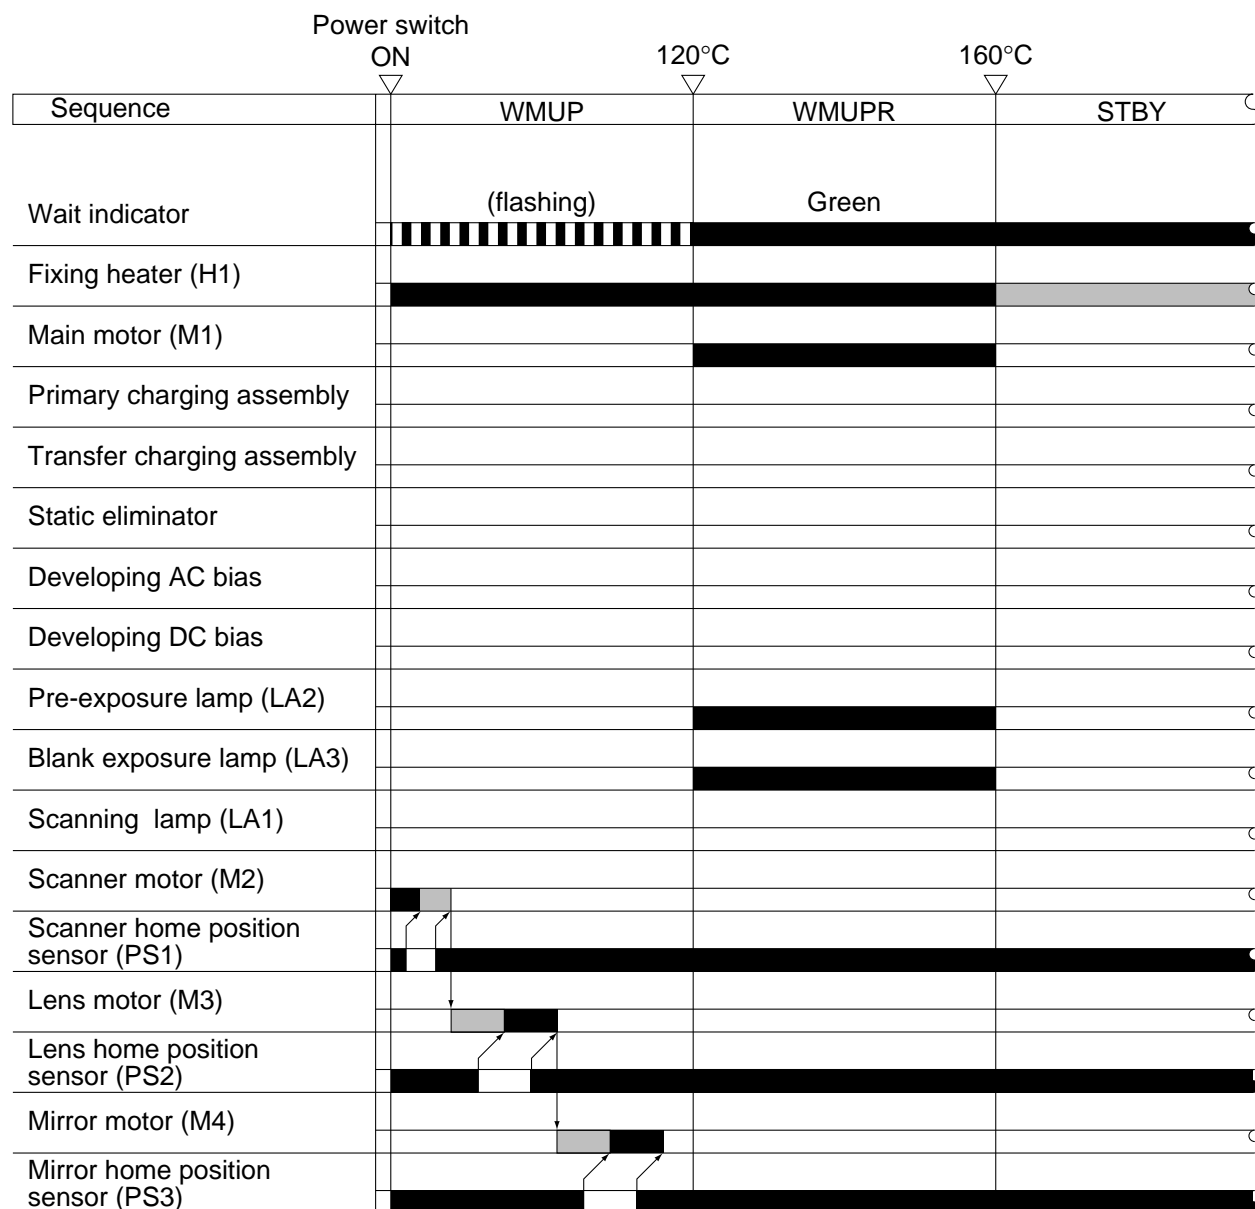 Power switch
ON
120°C
160°C
Sequence
WMUP
WMUPR
STBY
Wait indicator
(flashing)
Green
Fixing heater (H1)
Main motor (M1)
Primary charging assembly
Transfer charging assembly
Static eliminator
Developing AC bias
Developing DC bias
Pre-exposure lamp (LA2)
Blank exposure lamp (LA3)
Scanning lamp (LA1)
Scanner motor (M2)
Scanner home position
sensor (PS1)
Lens motor (M3)
Lens home position
sensor (PS2)
Mirror motor (M4)
Mirror home position
sensor (PS3)